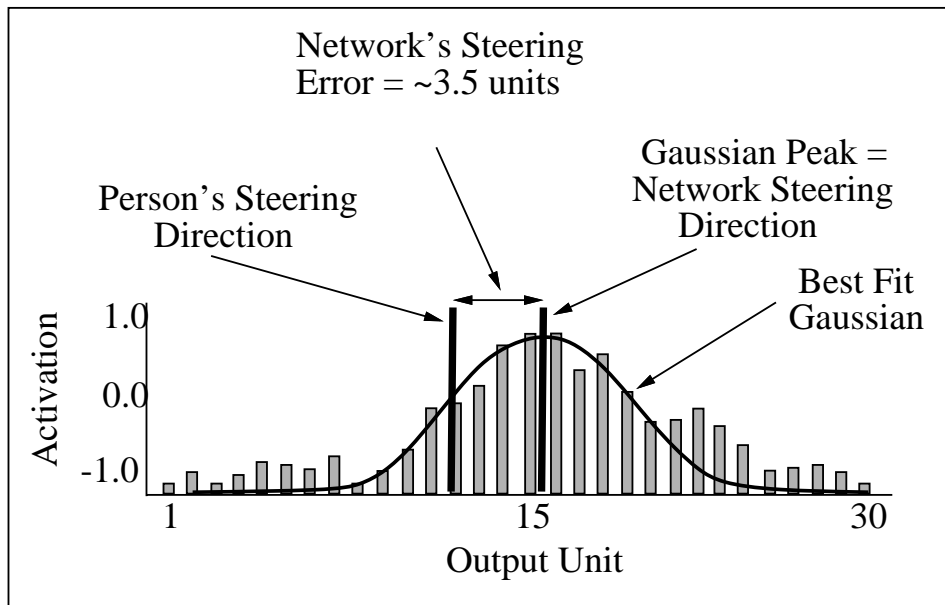 Network's Steering
Error = ~3.5 units
Gaussian Peak =
Network Steering
Direction
Person's Steering
Direction
Best Fit
Gaussian
1.0
0.0
-1.0
Activation
1
15
30
Output Unit